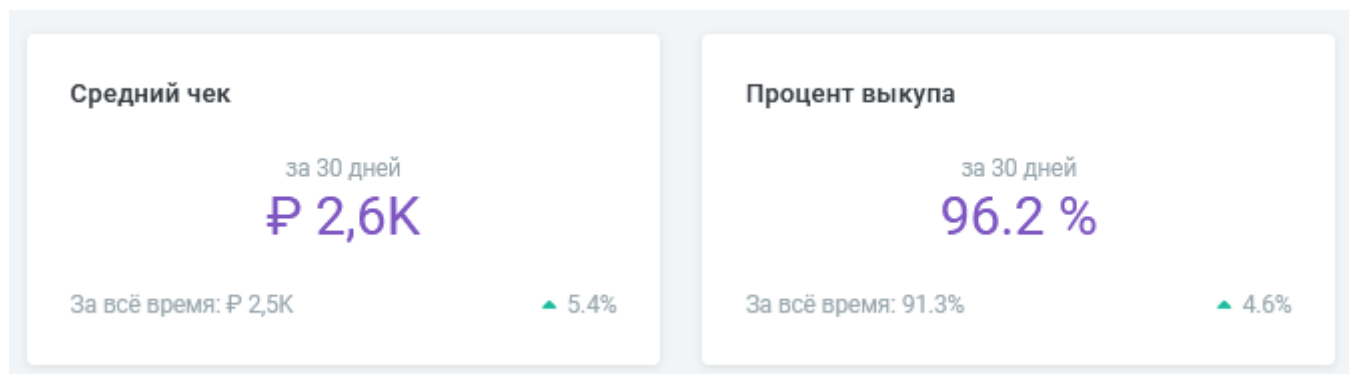 Средний чек
за 30 дней
₽ 2,6K
За всё время: ₽ 2,5K
5.4%
Процент выкупа
за 30 дней
96.2 %
За всё время: 91.3%
4.6%